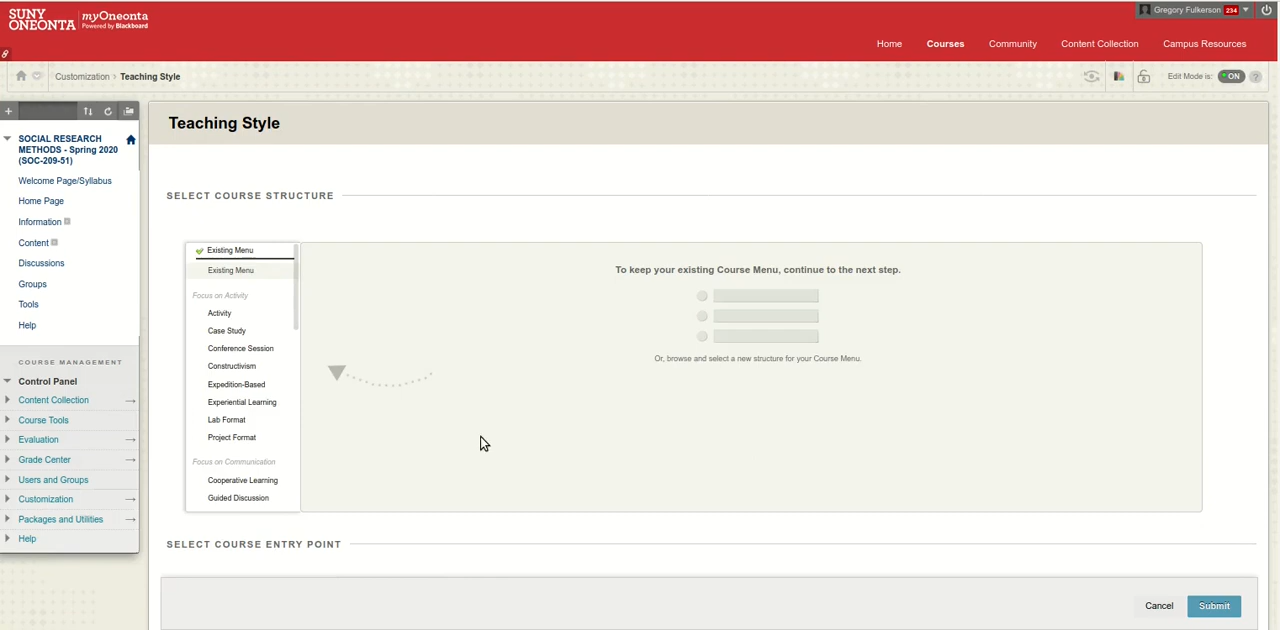 SUNY
ONEONTA
myOneonta
Powered by Blackboard
Gregory Fulkerson 234
Home Courses Community Content Collection Campus Resources
Customization > Teaching Style
Edit Mode is: ON ?
Teaching Style
SOCIAL RESEARCH
METHODS - Spring 2020
(SOC-209-51)
Welcome Page/Syllabus
Home Page
Information
Content
Discussions
Groups
Tools
Help
COURSE MANAGEMENT
Control Panel
Content Collection
Course Tools
Evaluation
Grade Center
Users and Groups
Customization
Packages and Utilities
Help
SELECT COURSE STRUCTURE
Existing Menu
Existing Menu
Focus on Activity
Activity
Case Study
Conference Session
Constructivism
Expedition-Based
Experiential Learning
Lab Format
Project Format
Focus on Communication
Cooperative Learning
Guided Discussion
To keep your existing Course Menu, continue to the next step.
Or, browse and select a new structure for your Course Menu.
SELECT COURSE ENTRY POINT
Cancel Submit